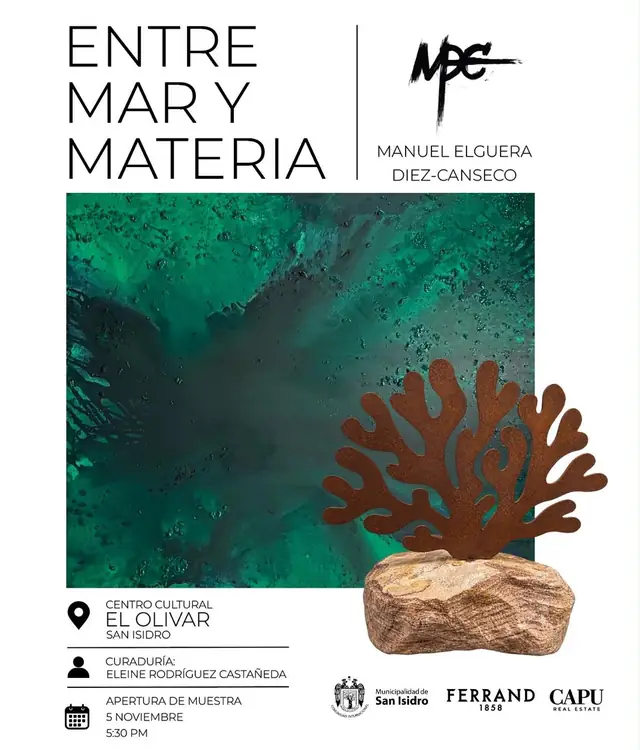 ENTRE
MAR Y
MATERIA
MANUEL ELGUERA
DIEZ-CANSECO
CENTRO CULTURAL
EL OLIVAR
SAN ISIDRO
CURADURÍA:
ELEINE RODRÍGUEZ CASTAÑEDA
APERTURA DE MUESTRA
5 NOVIEMBRE
5:30 PM
Municipalidad de
San Isidro
FERRAND
1858
CAPU
REAL ESTATE